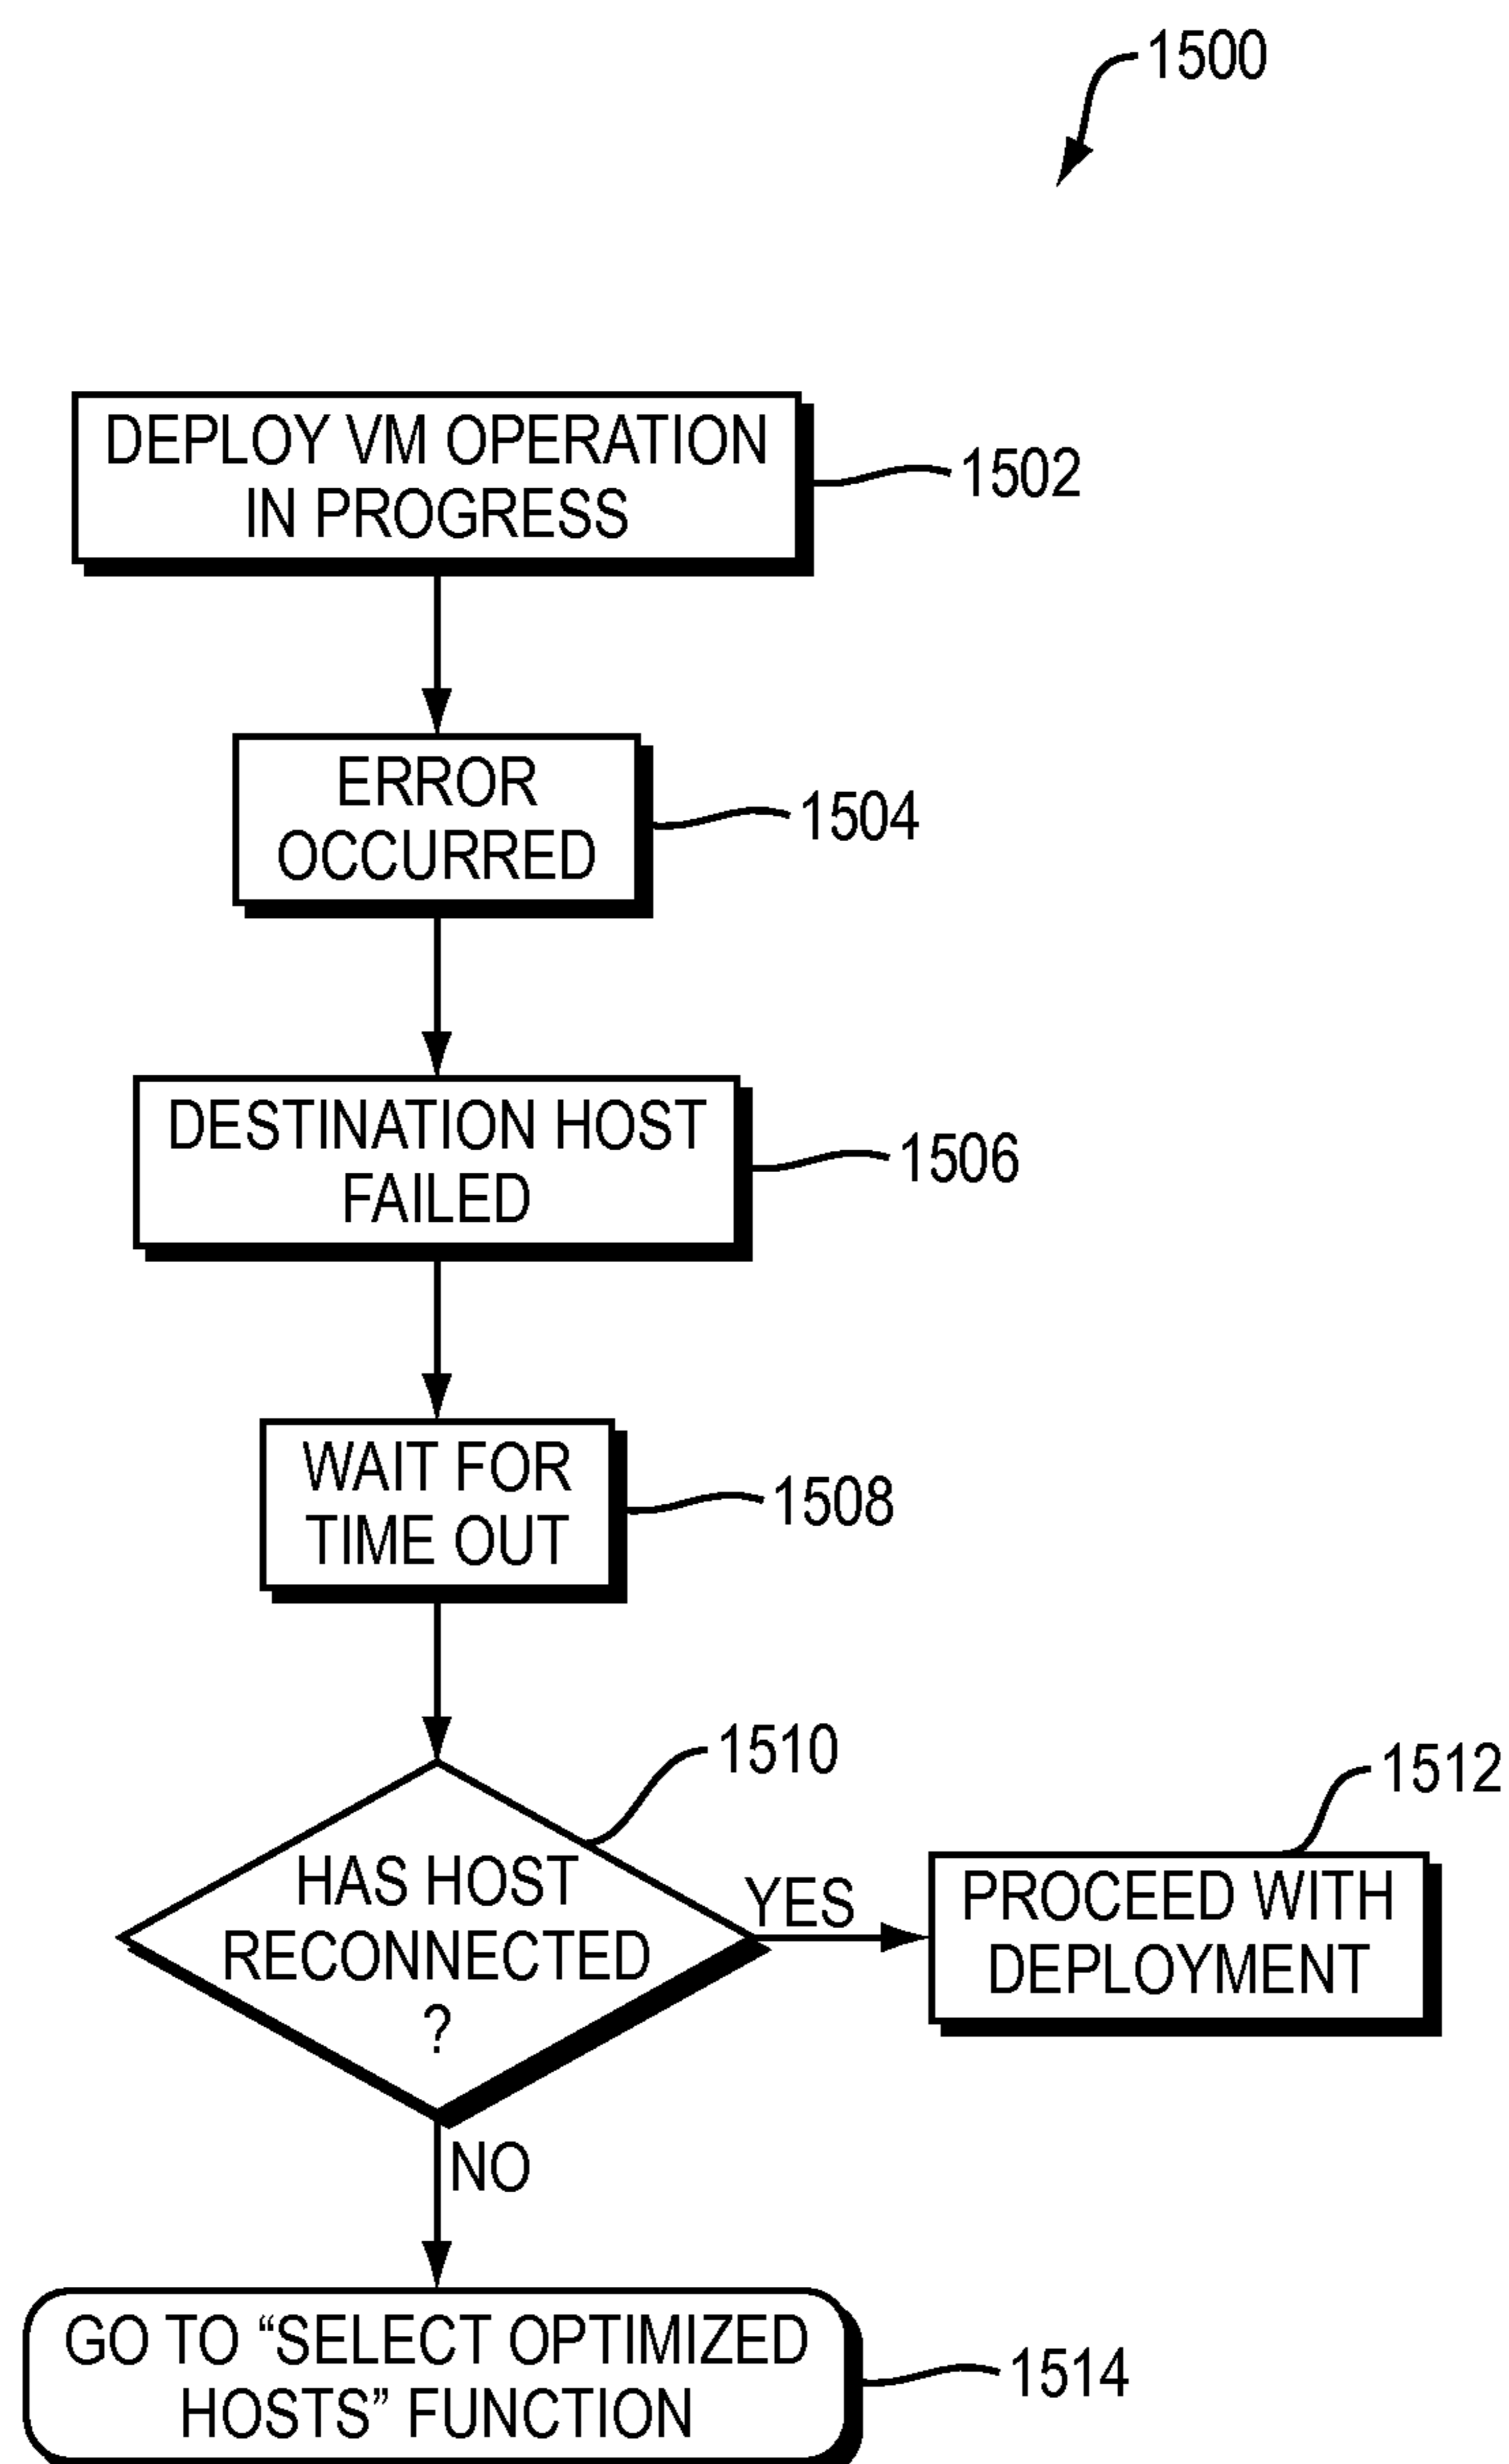 1500
DEPLOY VM OPERATION
IN PROGRESS
1502
ERROR
OCCURRED
1504
DESTINATION HOST
FAILED
1506
WAIT FOR
TIME OUT
1508
1510
HAS HOST
RECONNECTED
?
YES
1512
PROCEED WITH
DEPLOYMENT
NO
GO TO “SELECT OPTIMIZED
HOSTS” FUNCTION
1514